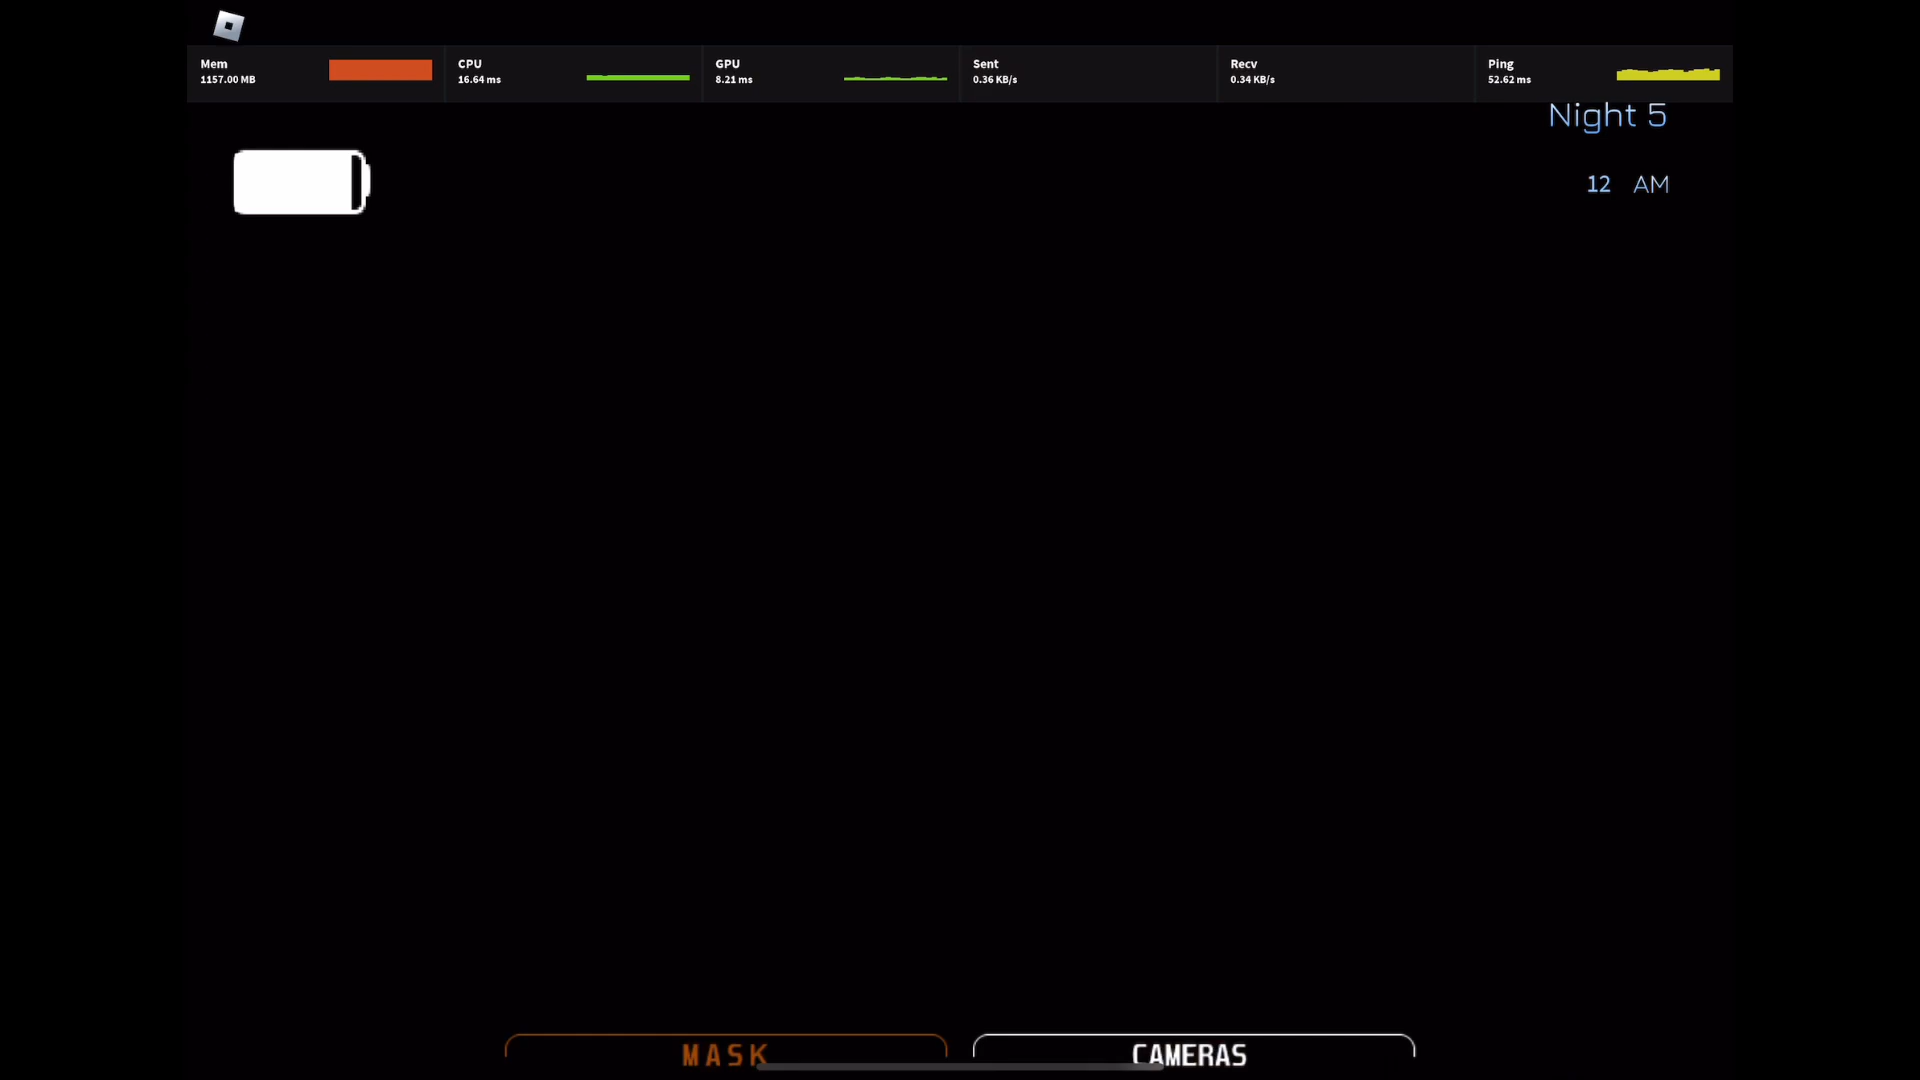 Mem
1157.00 MB
CPU
16.64 ms
GPU
8.21 ms
Sent
0.36 KB/s
Recv
0.34 KB/s
Ping
52.62 ms
Night 5
12 AM
MASK
CAMERAS